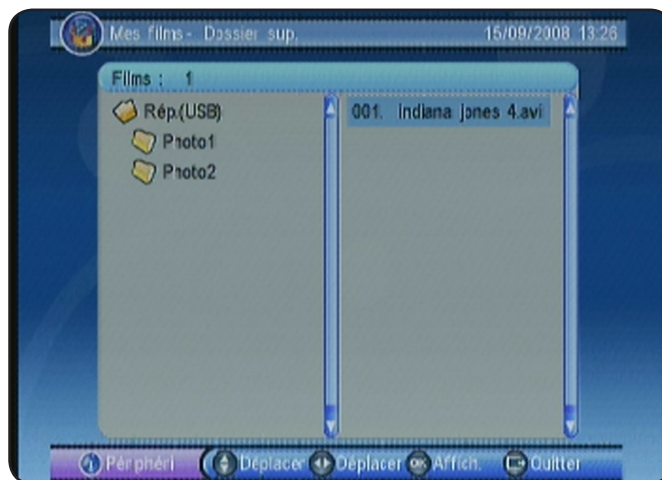 Mes films - Dossier sup. 15/09/2008 13:26
Films : 1
Rép.(USB)
Photo1
Photo2
001. indiana jones 4.avi
Périphéri Déplacer Déplacer OK Affich. Quitter